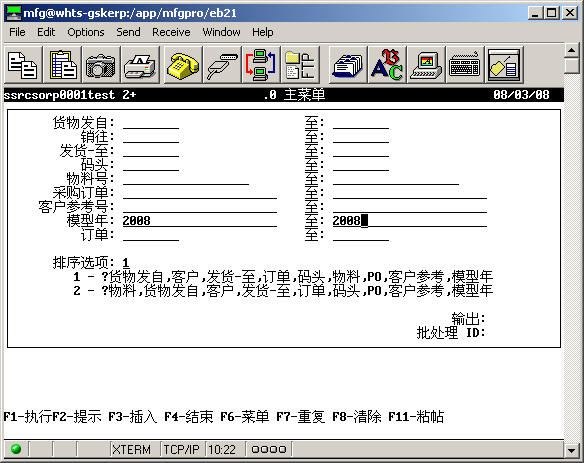 mfg@whts-gskerp:/app/mfgpro/eb21
File Edit Options Send Receive Window Help
ABC
ssrcsorp0001test 2+ .0 主菜单 08/03/08
货物发自: 至:
销往: 至:
发货-至: 至:
码头: 至:
物料号: 至:
采购订单: 至:
客户参考号: 至:
模型年: 2008 至: 2008
订单: 至:
排序选项: 1
1 - ?货物发自,客户,发货-至,订单,码头,物料,PO,客户参考,模型年
2 - ?物料,货物发自,客户,发货-至,订单,码头,PO,客户参考,模型年
输出:
批处理 ID:
F1-执行F2-提示 F3-插入 F4-结束 F6-菜单 F7-重复 F8-清除 F11-粘帖
XTERM TCP/IP 10:22